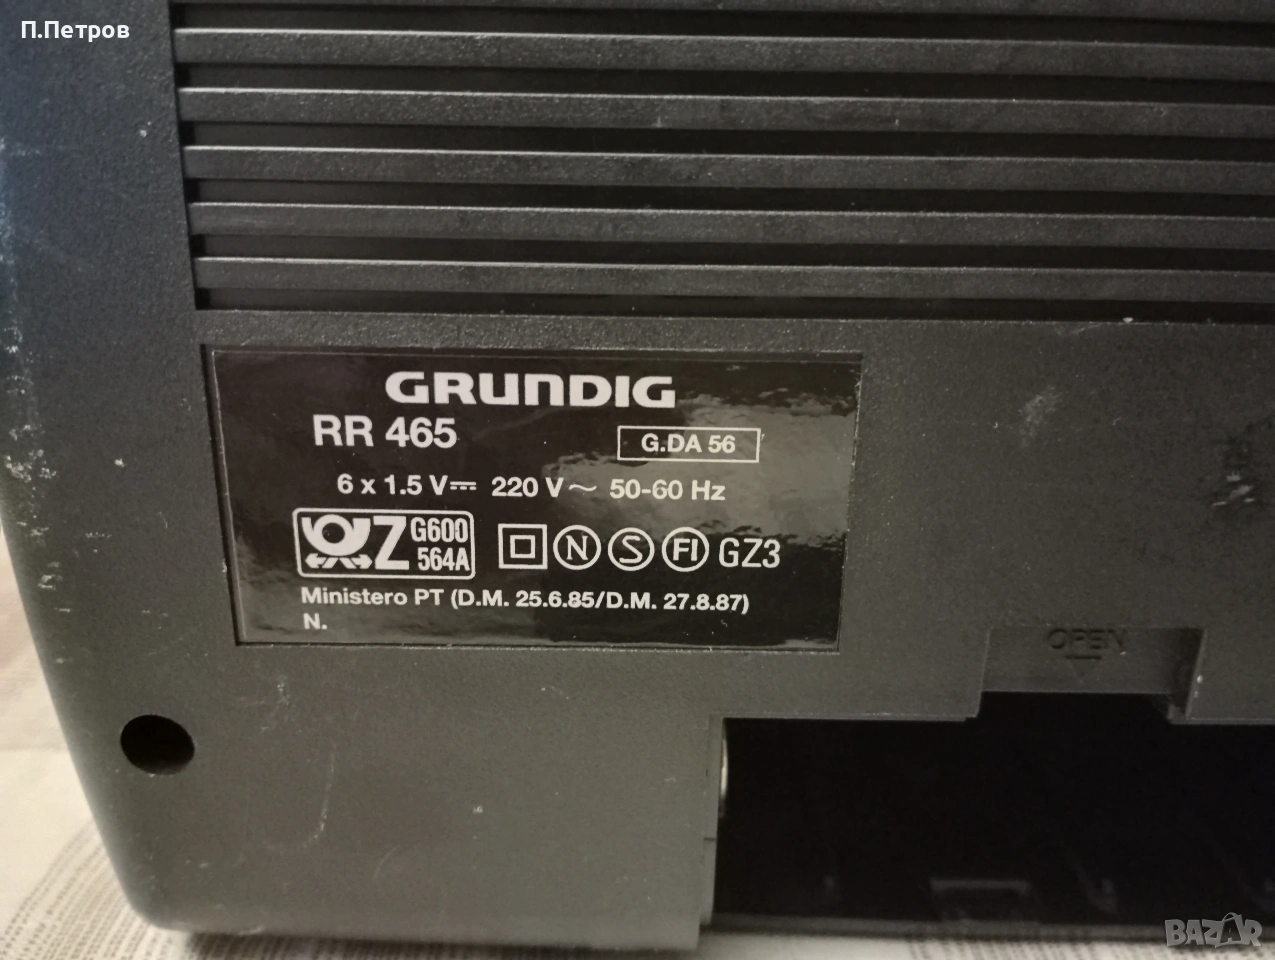 П.Петров
GRUNDIG
RR 465
G.DA 56
6 x 1.5 V⎓ 220 V~ 50-60 Hz
Z G600
564A
N S FI GZ3
Ministero PT (D.M. 25.6.85/D.M. 27.8.87)
N.
OPEN
BAZAR